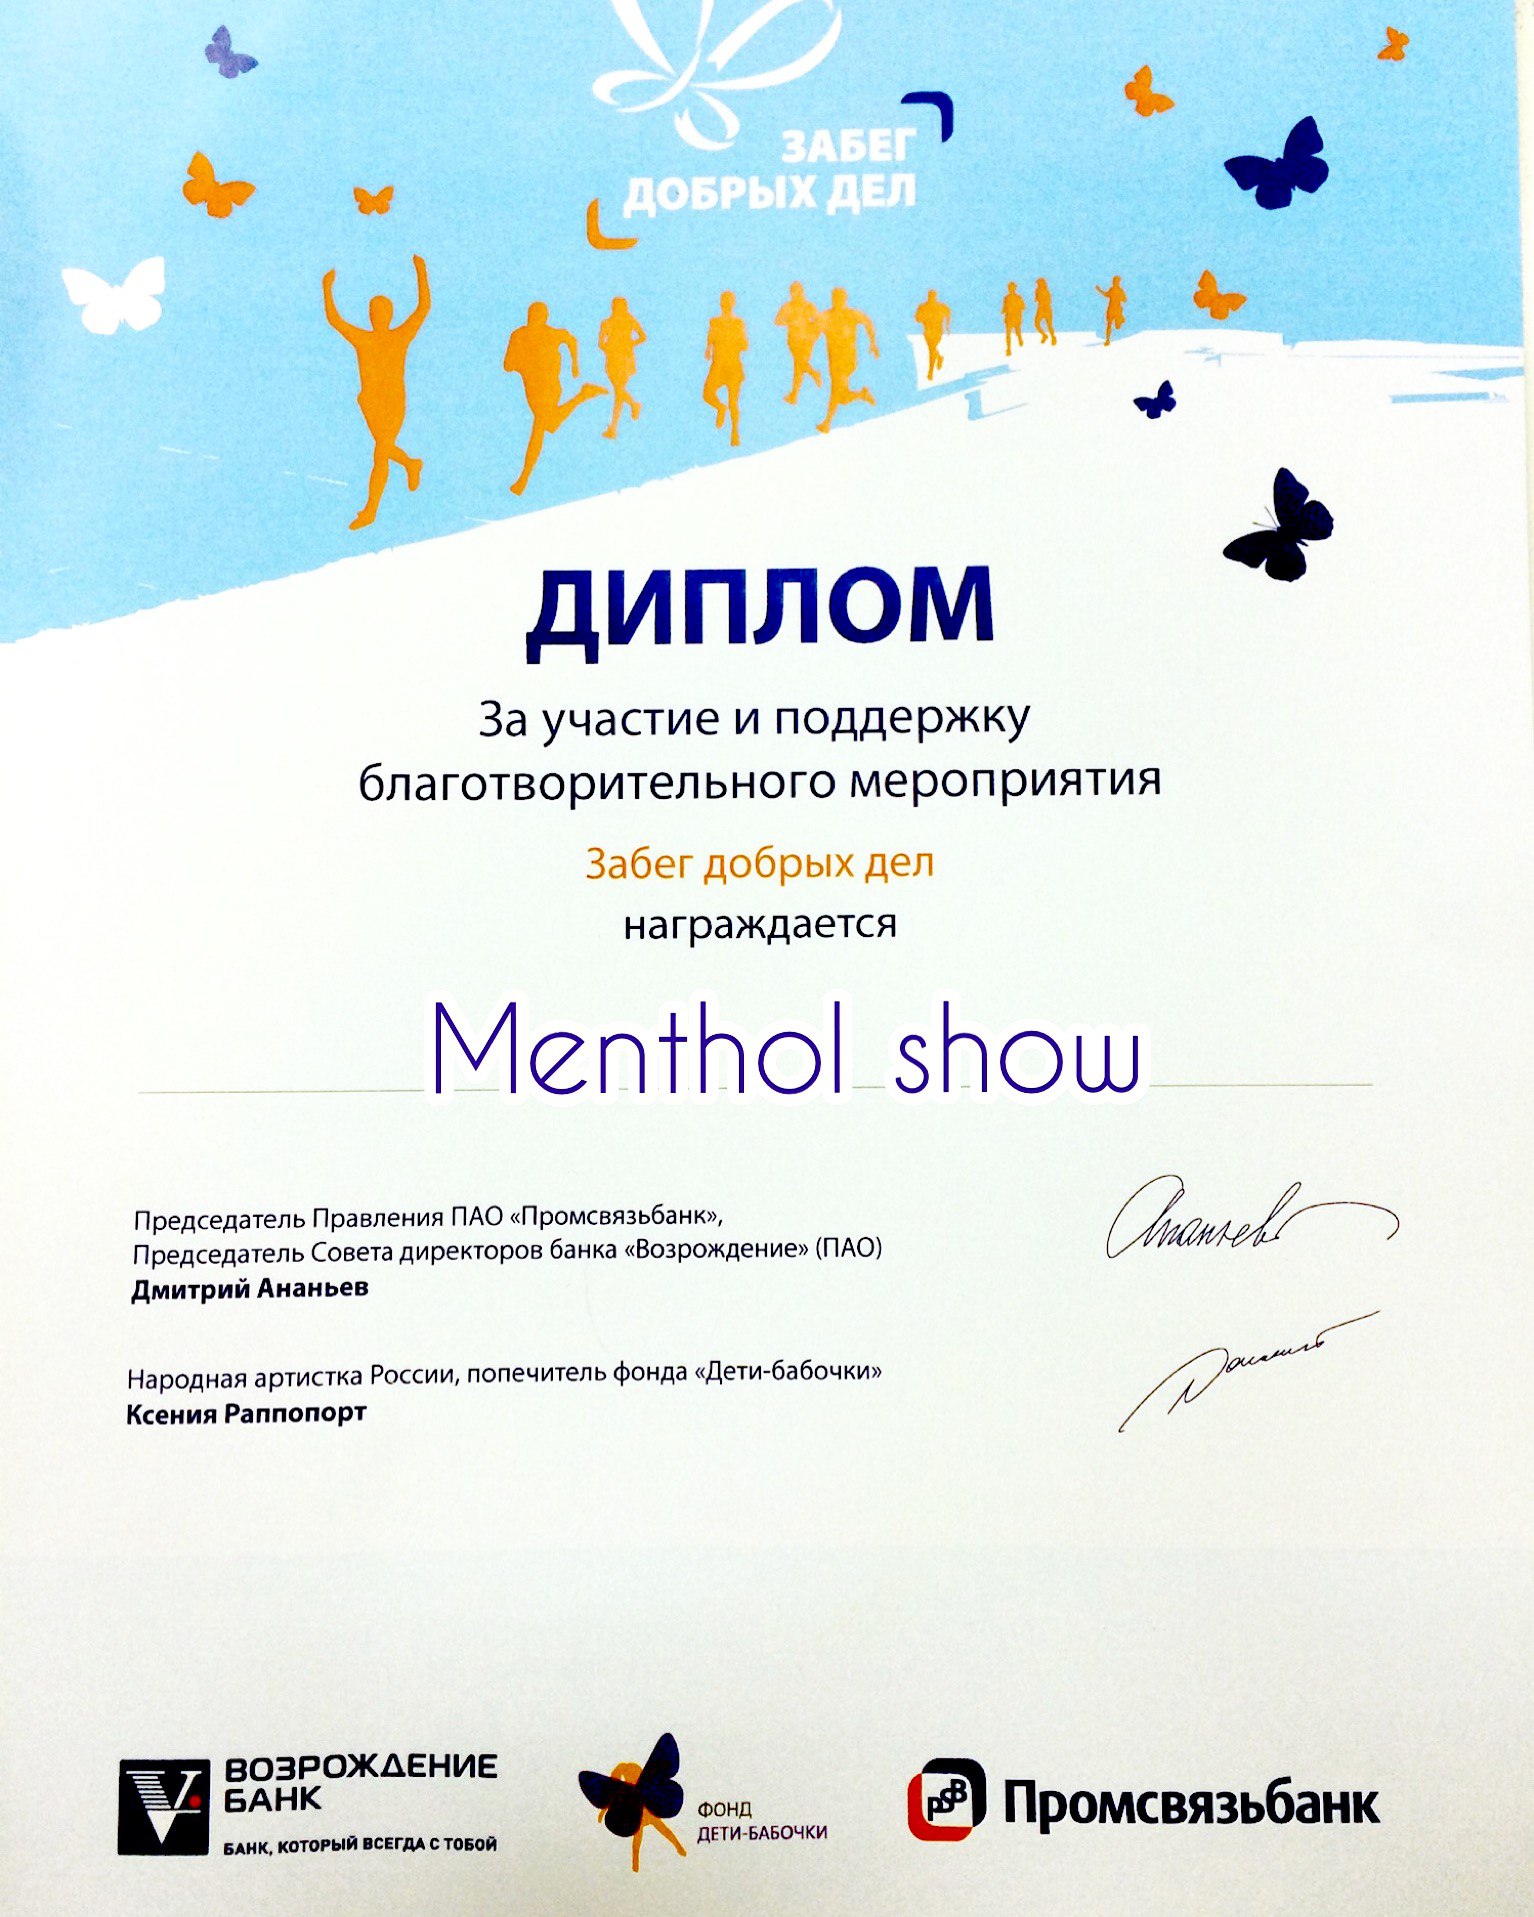 ЗАБЕГ
ДОБРЫХ ДЕЛ
ДИПЛОМ
За участие и поддержку
благотворительного мероприятия
Забег добрых дел
награждается
Menthol show
Председатель Правления ПАО «Промсвязьбанк»,
Председатель Совета директоров банка «Возрождение» (ПАО)
Дмитрий Ананьев
Ананьев
Народная артистка России, попечитель фонда «Дети-бабочки»
Ксения Раппопорт
V.
ВОЗРОЖДЕНИЕ
БАНК
БАНК, КОТОРЫЙ ВСЕГДА С ТОБОЙ
ФОНД
ДЕТИ-БАБОЧКИ
PSB
Промсвязьбанк